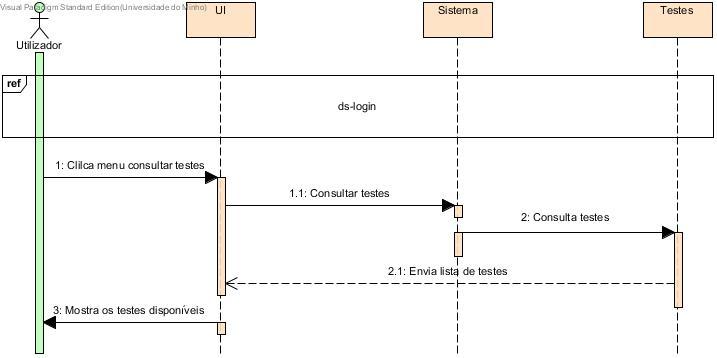 Visual Paradigm Standard Edition(Universidade do Minho)
UI
Sistema
Testes
Utilizador
ref
ds-login
1: Clilca menu consultar testes
1.1: Consultar testes
2: Consulta testes
2.1: Envia lista de testes
3: Mostra os testes disponíveis